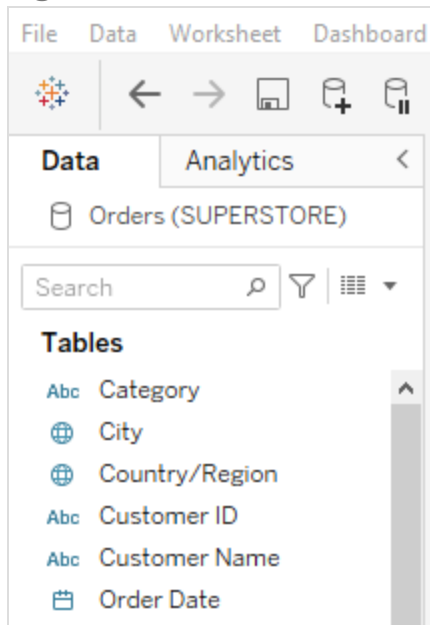 File Data Worksheet Dashboard
Data Analytics
Orders (SUPERSTORE)
Search
Tables
Abc Category
City
Country/Region
Abc Customer ID
Abc Customer Name
Order Date